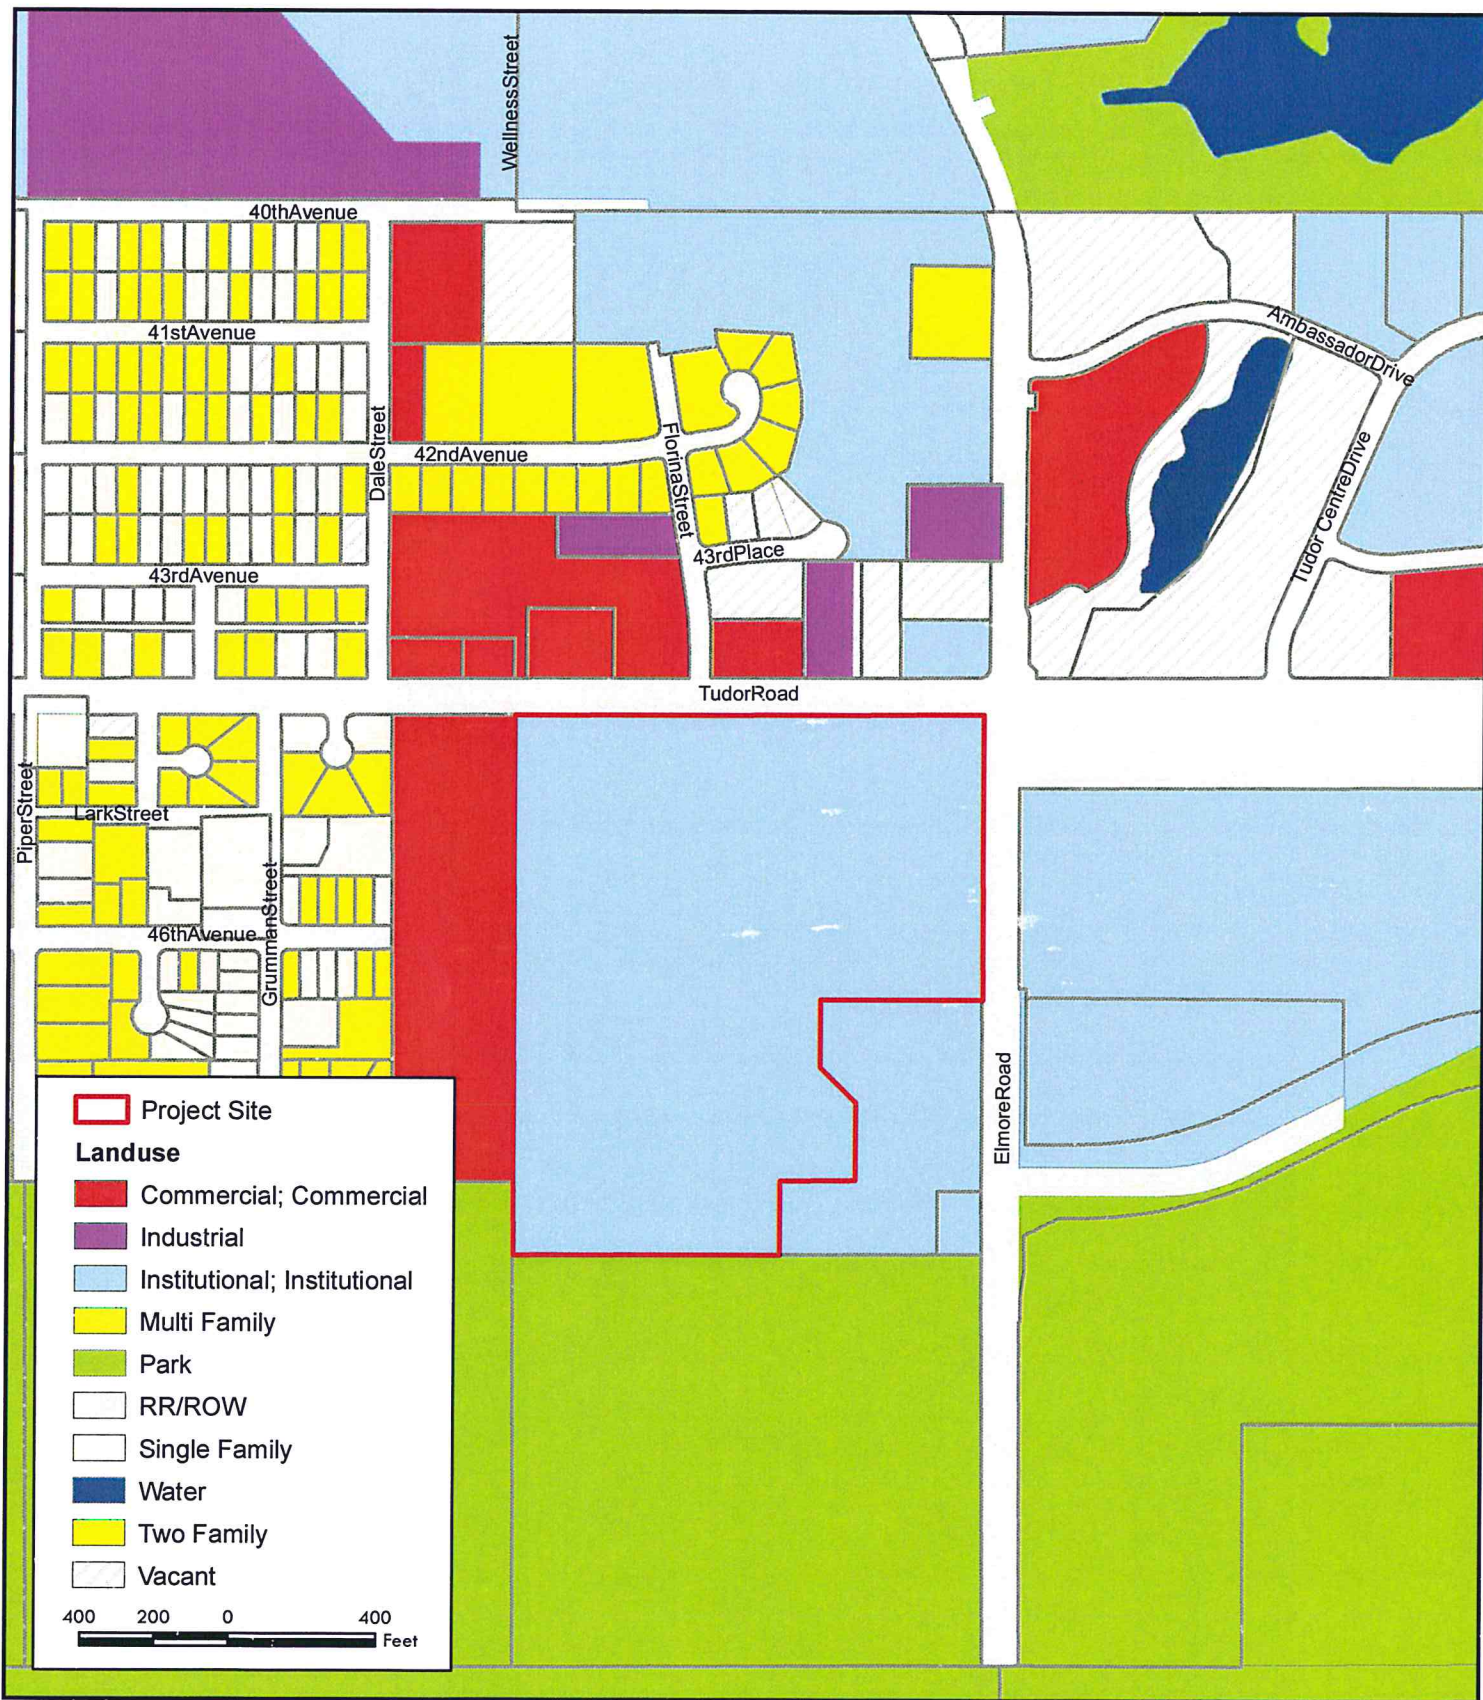 WellnessStreet
40thAvenue
41stAvenue
AmbassadorDrive
DaleStreet
42ndAvenue
FlorinaStreet
Tudor CentreDrive
43rdPlace
43rdAvenue
TudorRoad
PiperStreet
LarkStreet
GrummanStreet
46thAvenue
ElmoreRoad
Project Site
Landuse
Commercial; Commercial
Industrial
Institutional; Institutional
Multi Family
Park
RR/ROW
Single Family
Water
Two Family
Vacant
400 200 0 400
Feet